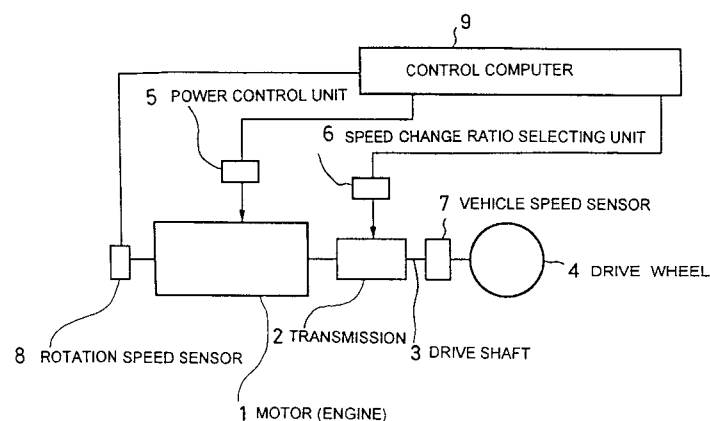 9
CONTROL COMPUTER
5 POWER CONTROL UNIT
6 SPEED CHANGE RATIO SELECTING UNIT
7 VEHICLE SPEED SENSOR
4 DRIVE WHEEL
2 TRANSMISSION
3 DRIVE SHAFT
8 ROTATION SPEED SENSOR
1 MOTOR (ENGINE)